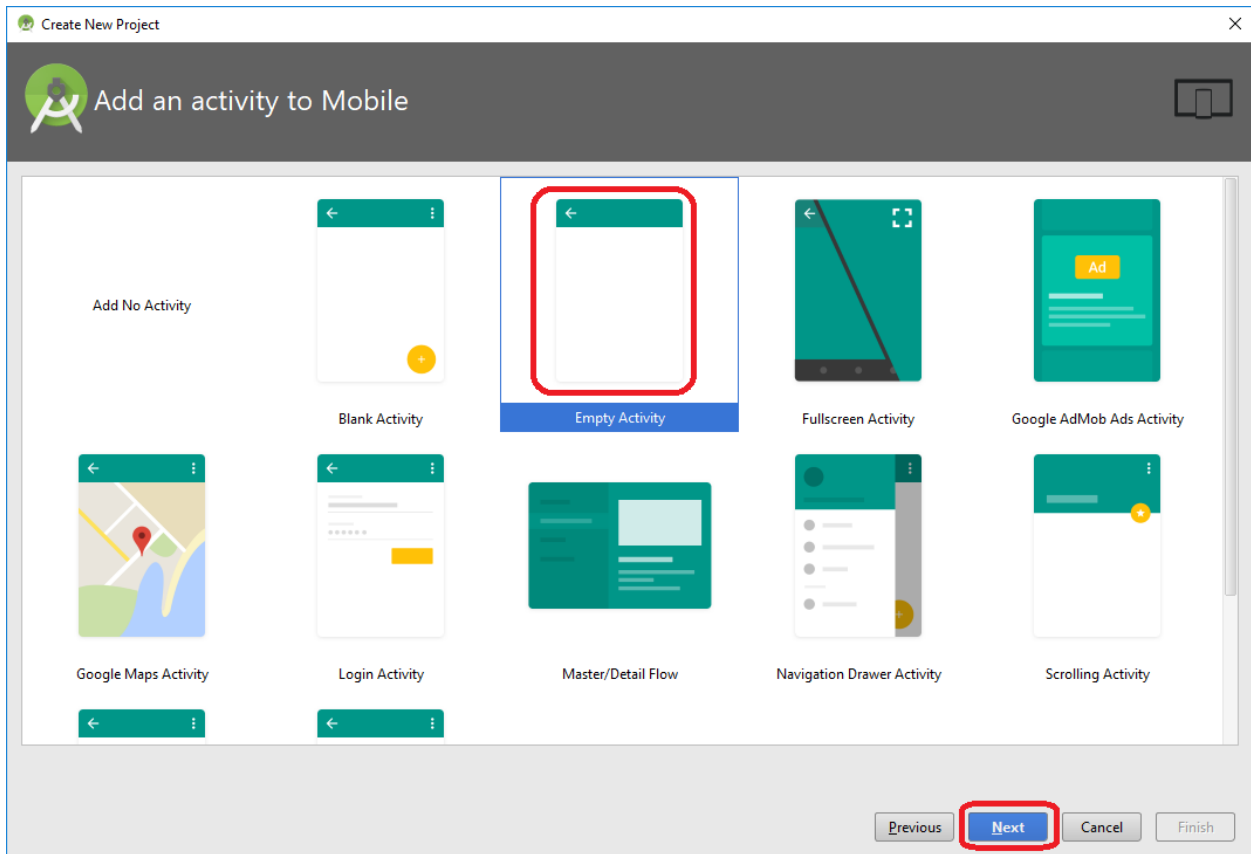 Create New Project
Add an activity to Mobile
Add No Activity
Blank Activity
Empty Activity
Fullscreen Activity
Ad
Google AdMob Ads Activity
Google Maps Activity
Login Activity
Master/Detail Flow
Navigation Drawer Activity
Scrolling Activity
Previous
Next
Cancel
Finish